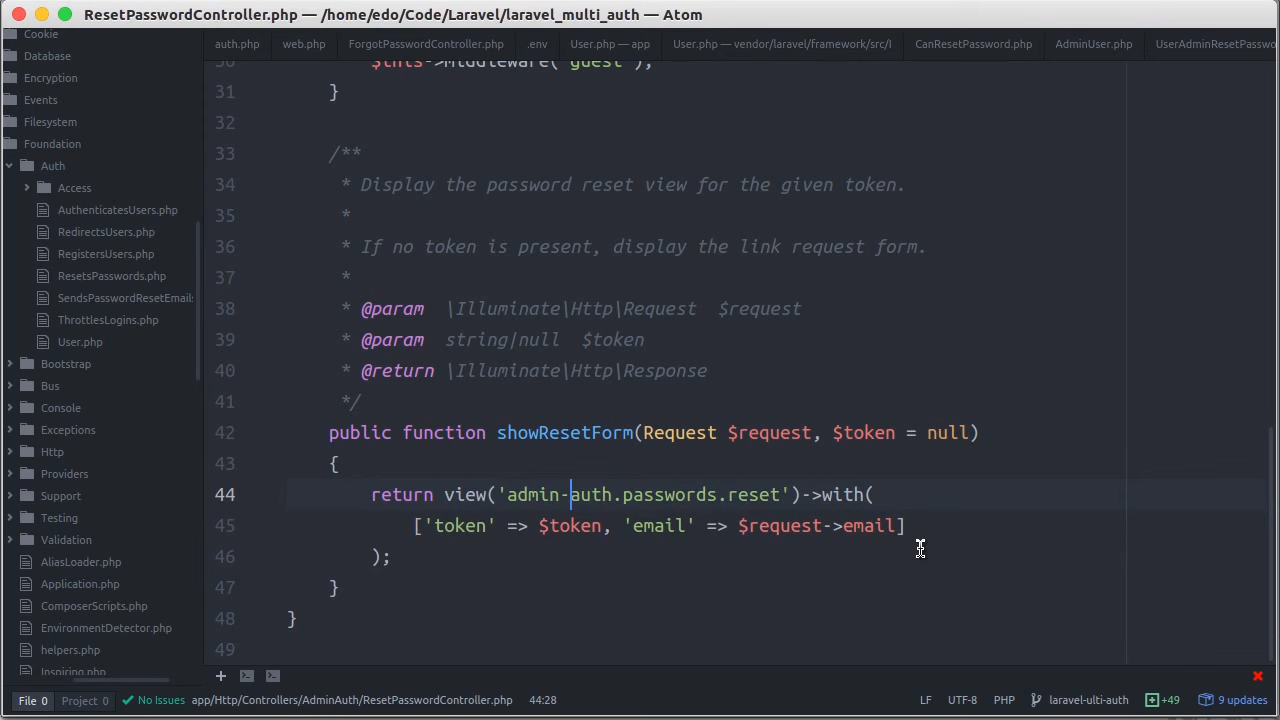 ResetPasswordController.php — /home/edo/Code/Laravel/laravel_multi_auth — Atom
Cookie
Database
Encryption
Events
Filesystem
Foundation
Auth
Access
AuthenticatesUsers.php
RedirectsUsers.php
RegistersUsers.php
ResetsPasswords.php
SendsPasswordResetEmails
ThrottlesLogins.php
User.php
Bootstrap
Bus
Console
Exceptions
Http
Providers
Support
Testing
Validation
AliasLoader.php
Application.php
ComposerScripts.php
EnvironmentDetector.php
helpers.php
Inspiring.php
auth.php web.php ForgotPasswordController.php .env User.php — app User.php — vendor/laravel/framework/src/I CanResetPassword.php AdminUser.php UserAdminResetPasswo
30 $this->middleware('guest');
31 }
32
33 /**
34 * Display the password reset view for the given token.
35 *
36 * If no token is present, display the link request form.
37 *
38 * @param \Illuminate\Http\Request $request
39 * @param string|null $token
40 * @return \Illuminate\Http\Response
41 */
42 public function showResetForm(Request $request, $token = null)
43 {
44 return view('admin-auth.passwords.reset')->with(
45 ['token' => $token, 'email' => $request->email]
46 );
47 }
48 }
49
File 0 Project 0 No Issues app/Http/Controllers/AdminAuth/ResetPasswordController.php 44:28 LF UTF-8 PHP laravel-ulti-auth +49 9 updates